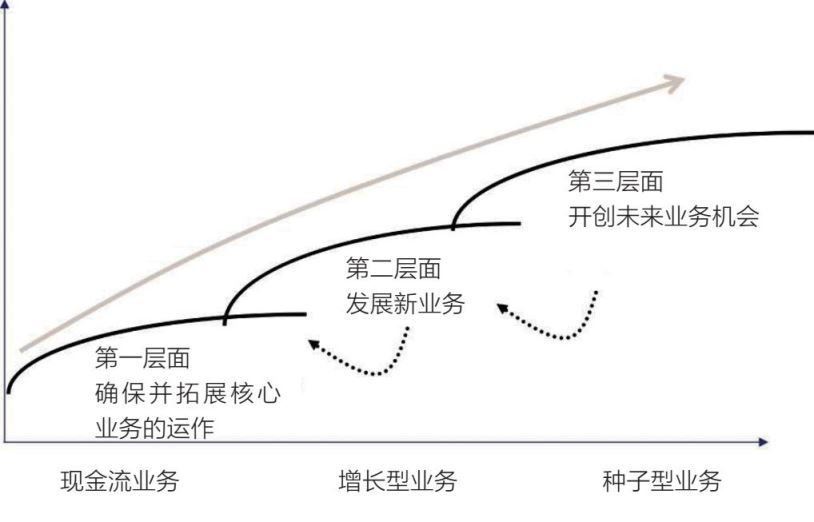 第三层面
开创未来业务机会
第二层面
发展新业务
第一层面
确保并拓展核心
业务的运作
现金流业务
增长型业务
种子型业务